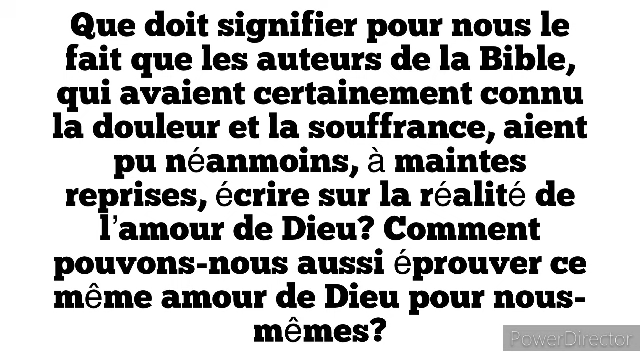 Que doit signifier pour nous le
fait que les auteurs de la Bible,
qui avaient certainement connu
la douleur et la souffrance, aient
pu néanmoins, à maintes
reprises, écrire sur la réalité de
l’amour de Dieu? Comment
pouvons-nous aussi éprouver ce
même amour de Dieu pour nous-
mêmes?
PowerDirector